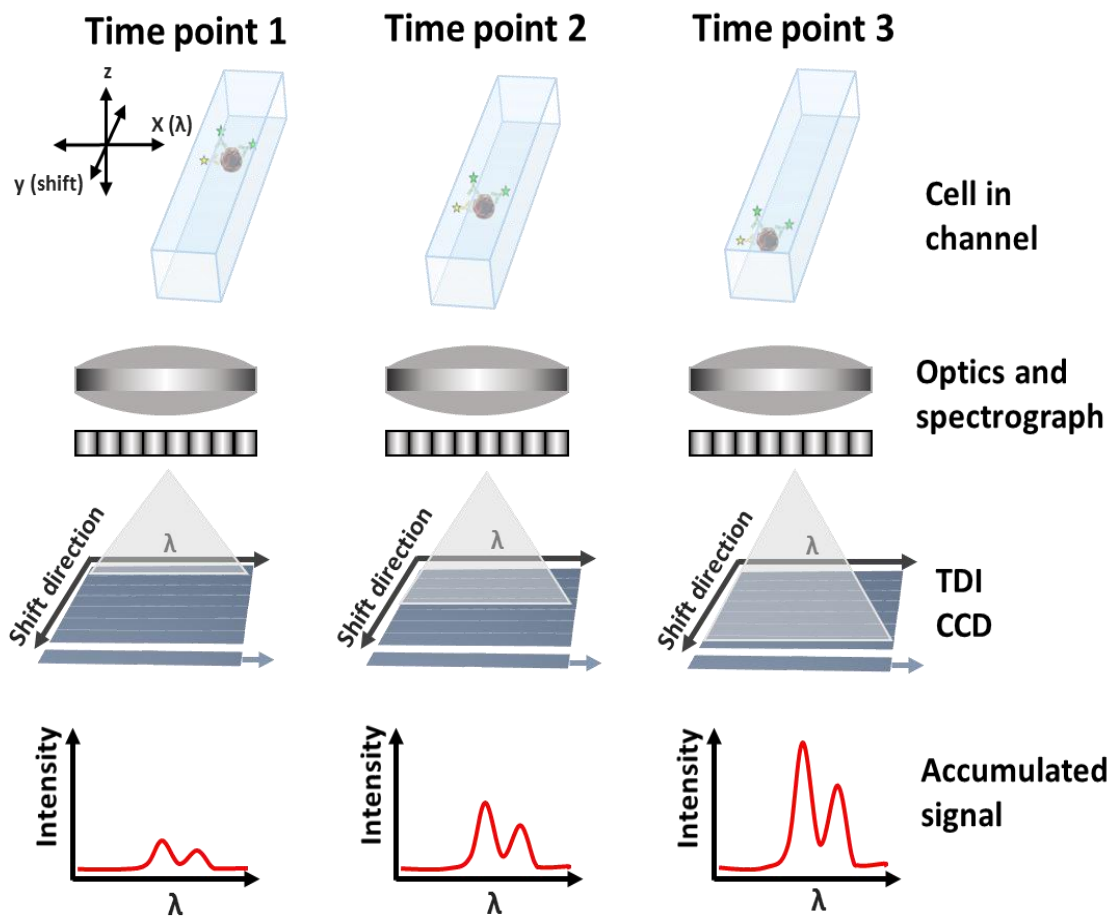 Time point 1
Time point 2
Time point 3
z
X (λ)
y (shift)
Cell in
channel
Optics and
spectrograph
λ
Shift direction
λ
Shift direction
λ
Shift direction
TDI
CCD
Intensity
λ
Intensity
λ
Intensity
λ
Accumulated
signal